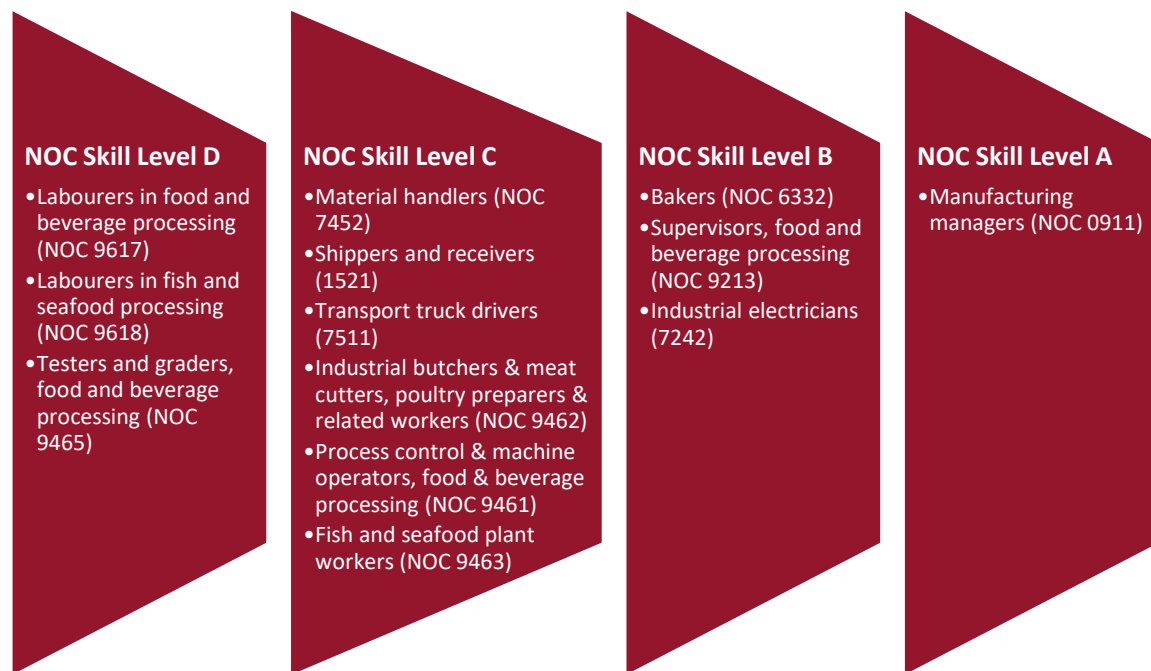 NOC Skill Level D
•Labourers in food and
beverage processing
(NOC 9617)
•Labourers in fish and
seafood processing
(NOC 9618)
•Testers and graders,
food and beverage
processing (NOC
9465)
NOC Skill Level C
•Material handlers (NOC
7452)
•Shippers and receivers
(1521)
•Transport truck drivers
(7511)
•Industrial butchers & meat
cutters, poultry preparers &
related workers (NOC 9462)
•Process control & machine
operators, food & beverage
processing (NOC 9461)
•Fish and seafood plant
workers (NOC 9463)
NOC Skill Level B
•Bakers (NOC 6332)
•Supervisors, food and
beverage processing
(NOC 9213)
•Industrial electricians
(7242)
NOC Skill Level A
•Manufacturing
managers (NOC 0911)